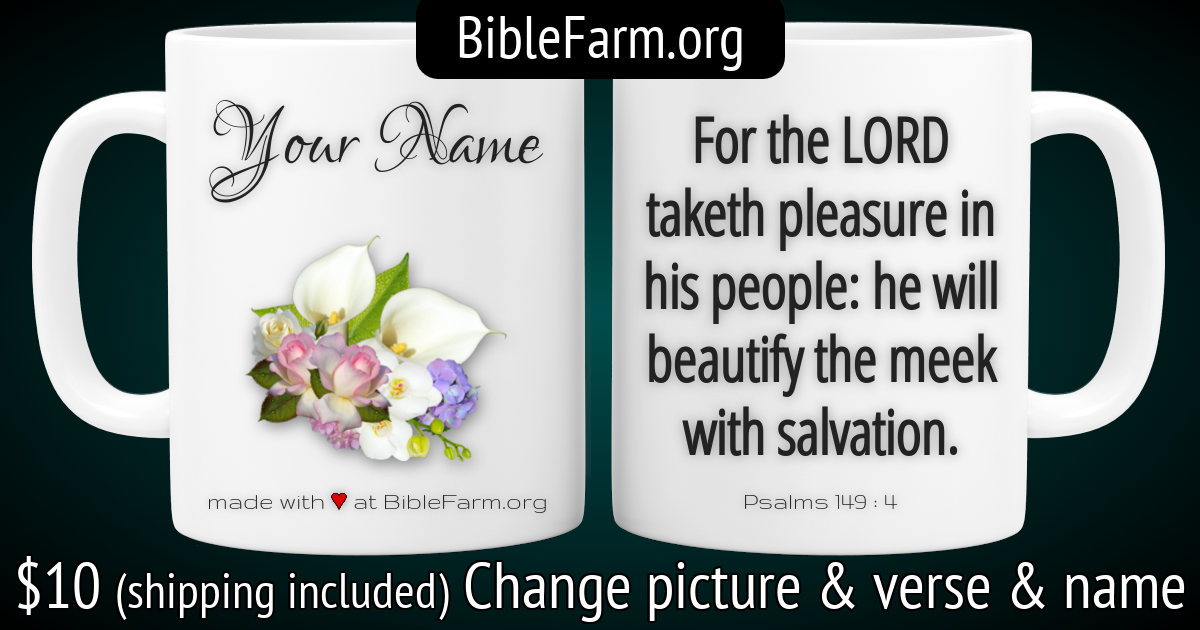 BibleFarm.org
Your Name
made with ♥ at BibleFarm.org
For the LORD
taketh pleasure in
his people: he will
beautify the meek
with salvation.
Psalms 149 : 4
$10 (shipping included) Change picture & verse & name